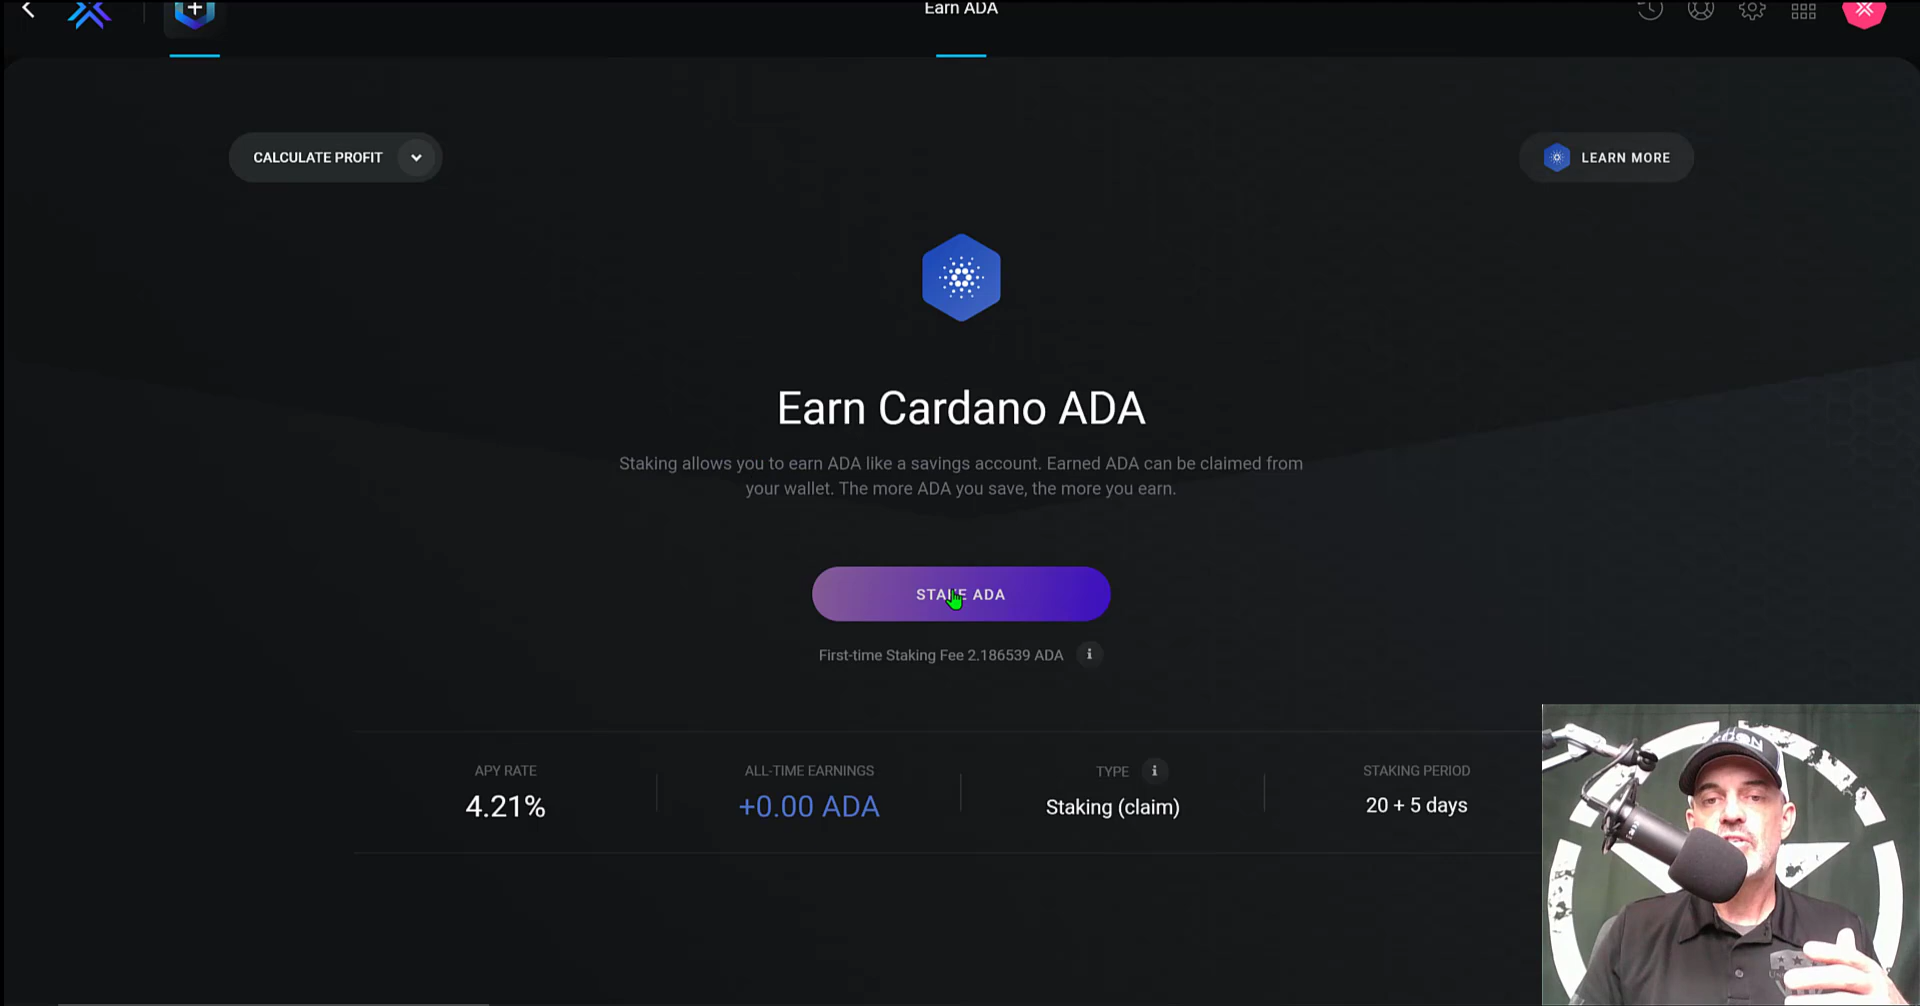 Earn ADA
CALCULATE PROFIT
LEARN MORE
Earn Cardano ADA
Staking allows you to earn ADA like a savings account. Earned ADA can be claimed from
your wallet. The more ADA you save, the more you earn.
STAKE ADA
First-time Staking Fee 2.186539 ADA
APY RATE
4.21%
ALL-TIME EARNINGS
+0.00 ADA
TYPE
Staking (claim)
STAKING PERIOD
20 + 5 days